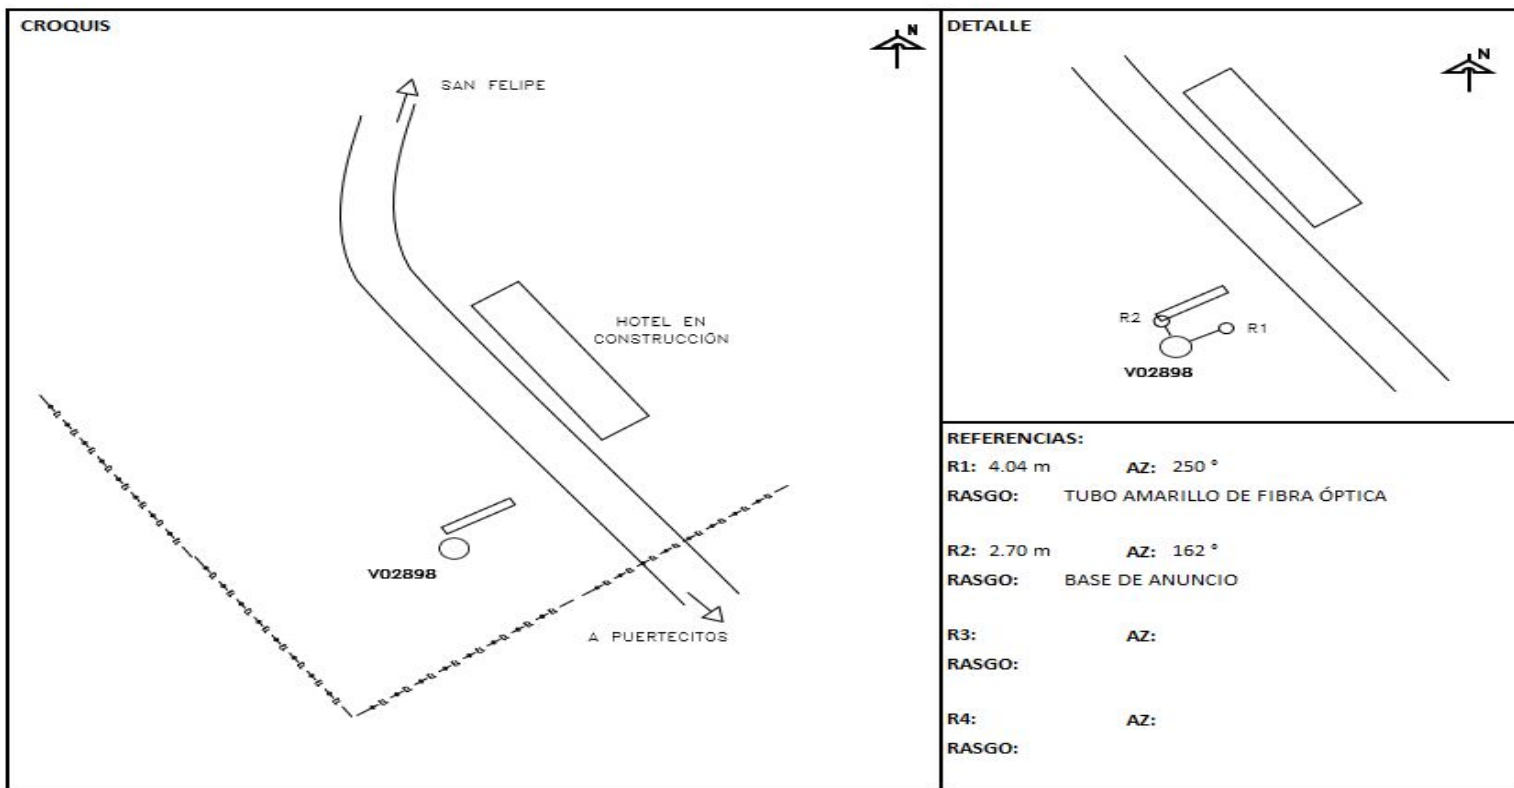 CROQUIS
N
SAN FELIPE
HOTEL EN
CONSTRUCCIÓN
V02898
A PUERTECITOS
DETALLE
N
R2
R1
V02898
REFERENCIAS:
R1: 4.04 m AZ: 250 °
RASGO: TUBO AMARILLO DE FIBRA ÓPTICA
R2: 2.70 m AZ: 162 °
RASGO: BASE DE ANUNCIO
R3: AZ:
RASGO:
R4: AZ:
RASGO: